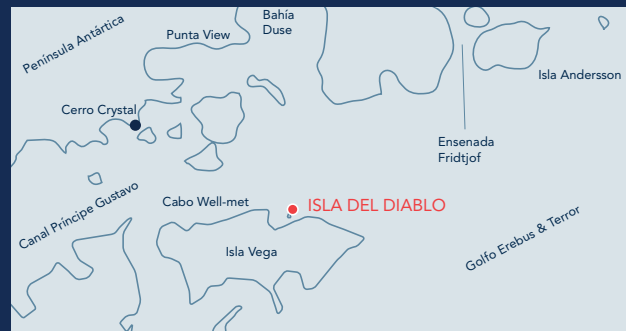 Bahía
Duse
Punta View
Península Antártica
Isla Andersson
Cerro Crystal
Ensenada
Fridtjof
Canal Príncipe Gustavo
Cabo Well-met
ISLA DEL DIABLO
Isla Vega
Golfo Erebus & Terror